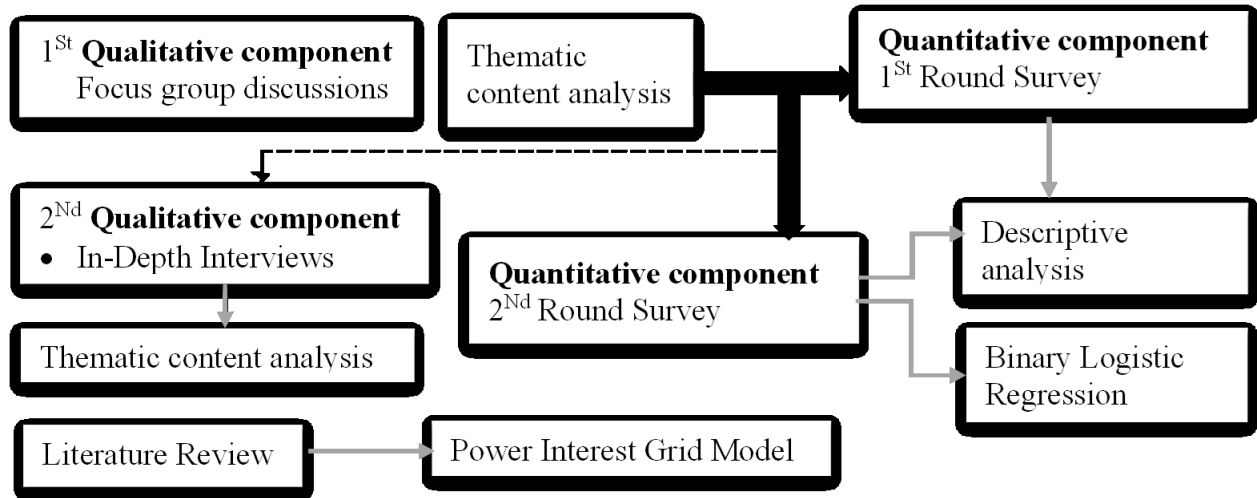 1St Qualitative component
Focus group discussions
Thematic
content analysis
Quantitative component
1St Round Survey
2Nd Qualitative component
• In-Depth Interviews
Thematic content analysis
Quantitative component
2Nd Round Survey
Descriptive
analysis
Binary Logistic
Regression
Literature Review
Power Interest Grid Model